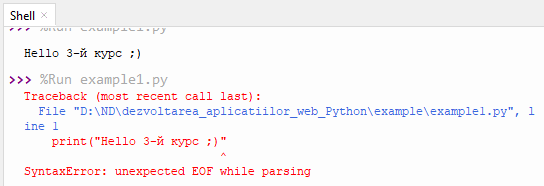 Shell ×
>>> %Run example1.py
Hello 3-й курс ;)
>>> %Run example1.py
Traceback (most recent call last):
File "D:\ND\dezvoltarea_aplicatiilor_web_Python\example\example1.py", l
ine 1
print("Hello 3-й курс ;)"
^
SyntaxError: unexpected EOF while parsing